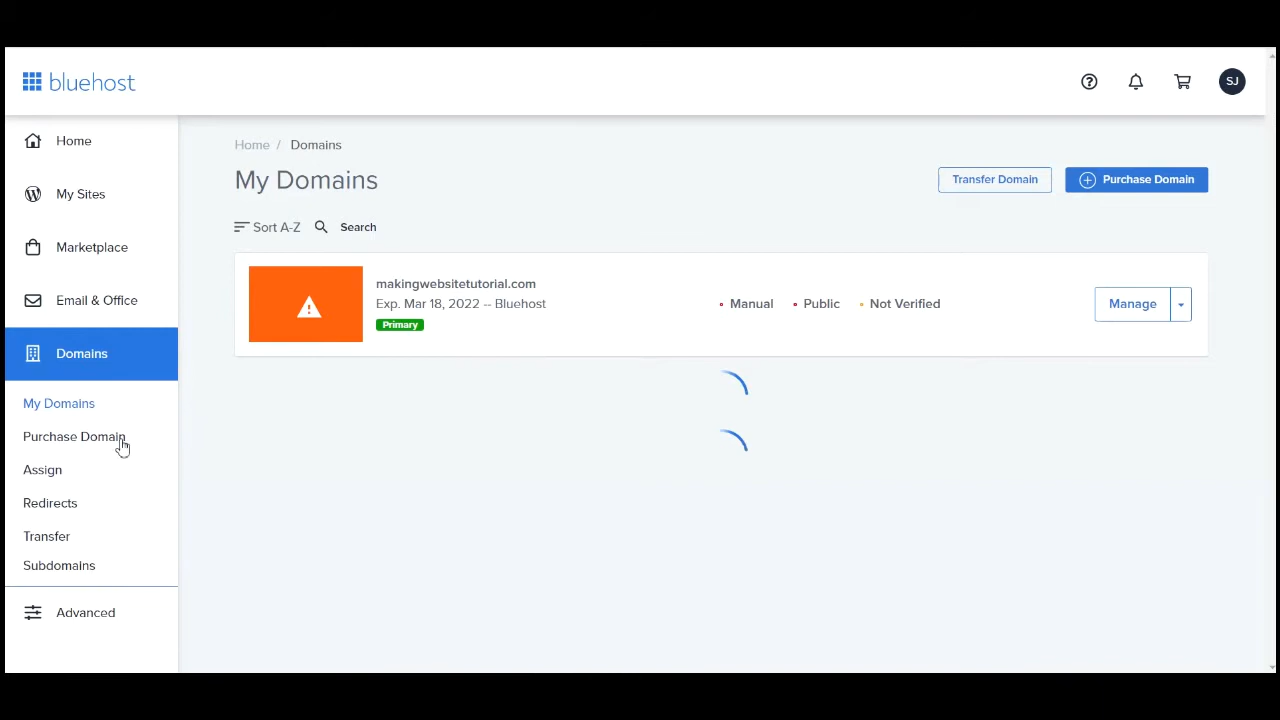 bluehost
SJ
Home
My Sites
Marketplace
Email & Office
Domains
My Domains
Purchase Domain
Assign
Redirects
Transfer
Subdomains
Advanced
Home / Domains
My Domains
Transfer Domain
Purchase Domain
Sort A-Z Search
makingwebsitetutorial.com
Exp. Mar 18, 2022 -- Bluehost
Primary
Manual Public Not Verified
Manage